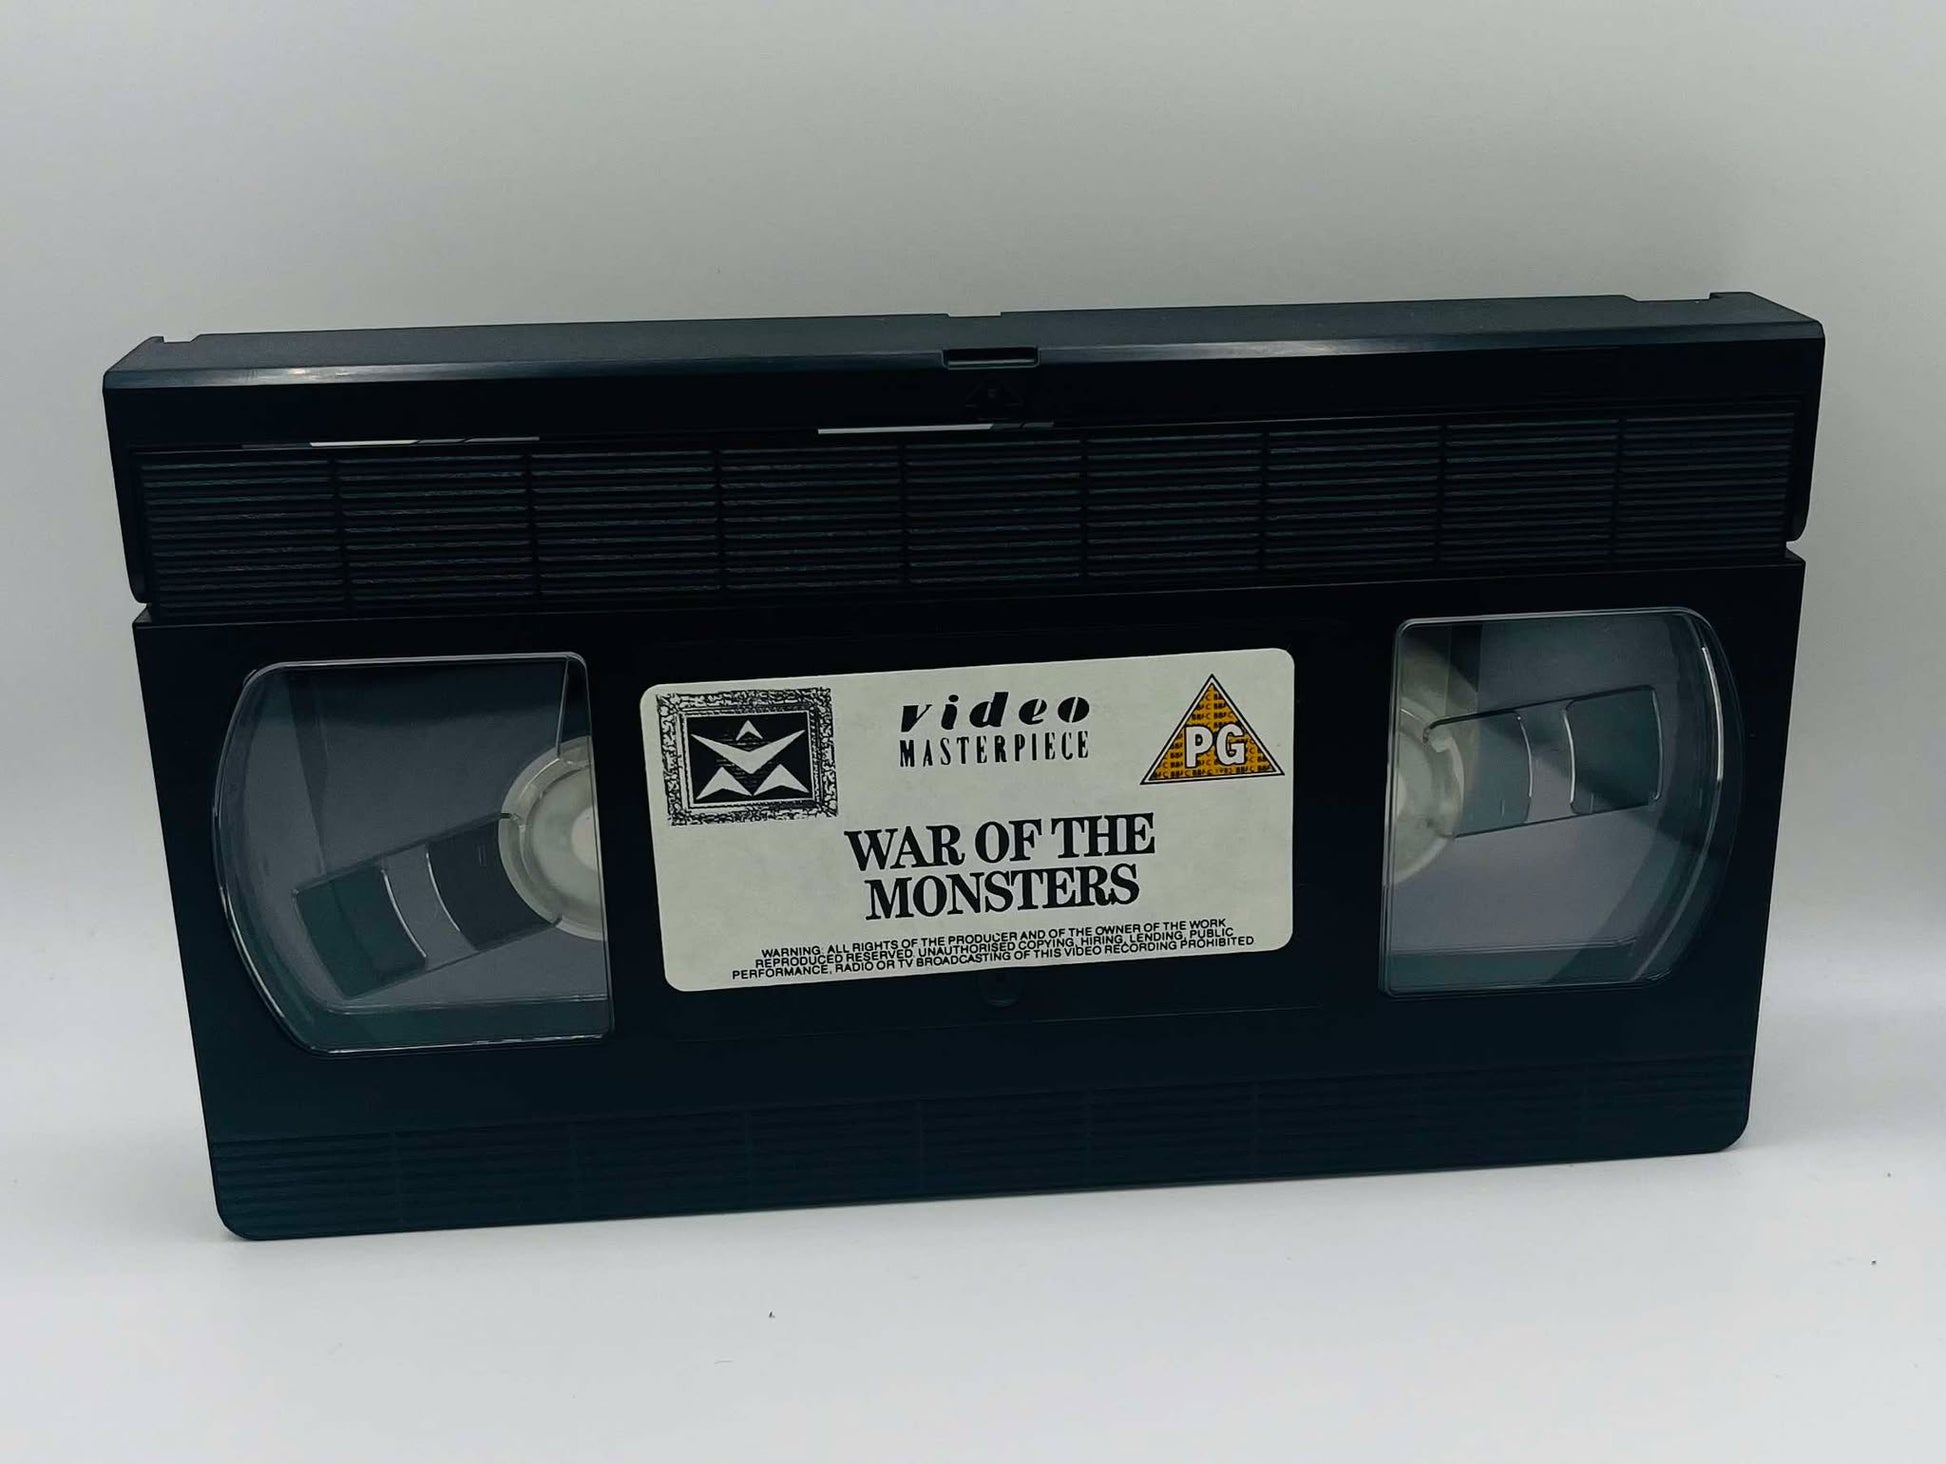 video
MASTERPIECE
PG
WAR OF THE
MONSTERS
WARNING: ALL RIGHTS OF THE PRODUCER AND OF THE OWNER OF THE WORK
REPRODUCED RESERVED. UNAUTHORISED COPYING, HIRING, LENDING, PUBLIC
PERFORMANCE, RADIO OR TV BROADCASTING OF THIS VIDEO RECORDING PROHIBITED